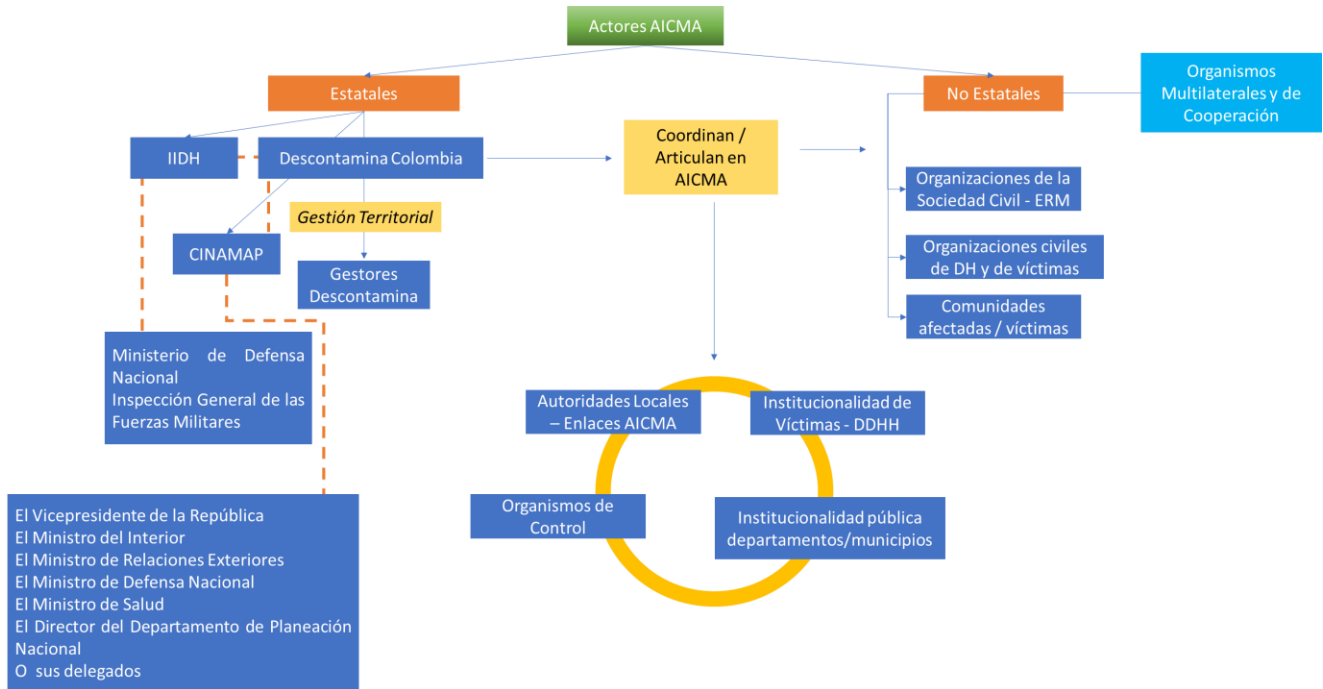 Actores AICMA
Estatales
No Estatales
Organismos
Multilaterales y de
Cooperación
IIDH
Descontamina Colombia
Coordinan /
Articulan en
AICMA
Organizaciones de la
Sociedad Civil - ERM
Gestión Territorial
CINAMAP
Organizaciones civiles
de DH y de víctimas
Gestores
Descontamina
Comunidades
afectadas / víctimas
Ministerio de Defensa
Nacional
Inspección General de las
Fuerzas Militares
Autoridades Locales
– Enlaces AICMA
Institucionalidad de
Víctimas - DDHH
Organismos de
Control
Institucionalidad pública
departamentos/municipios
El Vicepresidente de la República
El Ministro del Interior
El Ministro de Relaciones Exteriores
El Ministro de Defensa Nacional
El Ministro de Salud
El Director del Departamento de Planeación
Nacional
O sus delegados